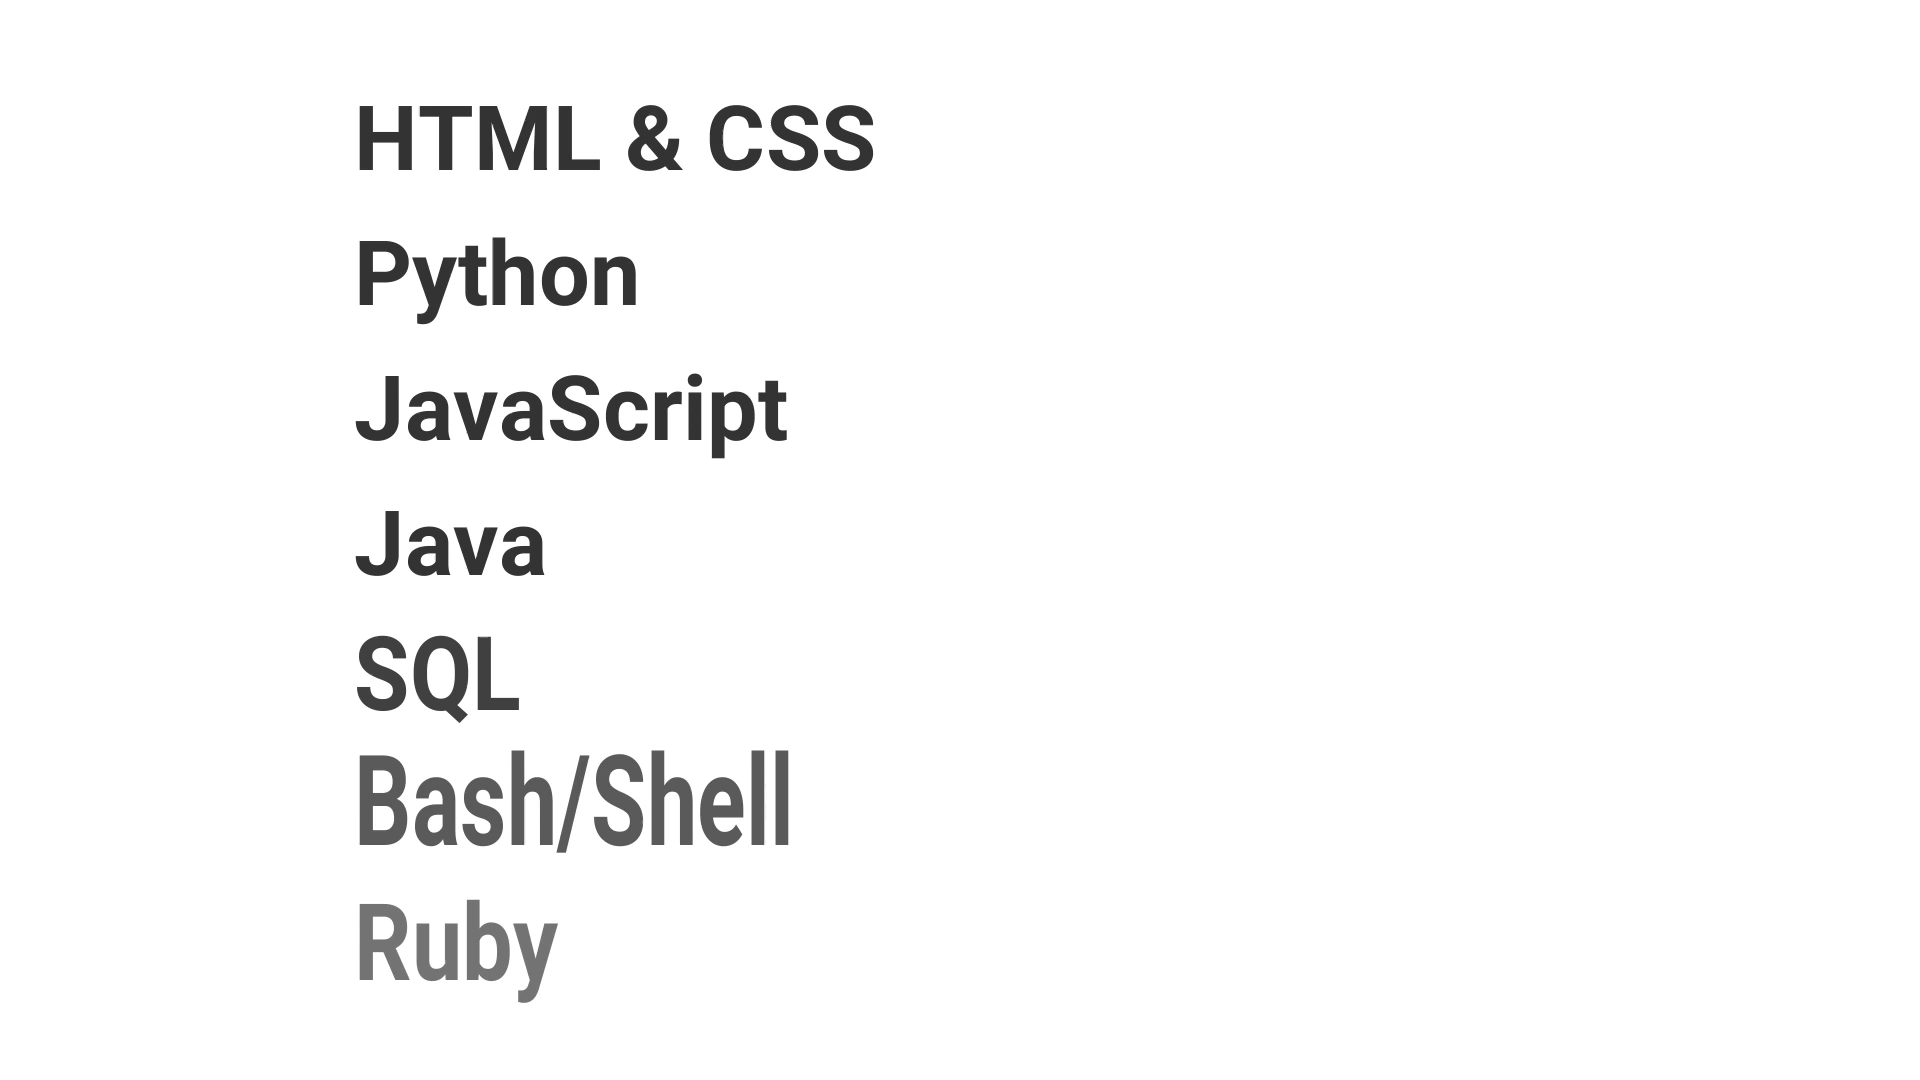 HTML & CSS
Python
JavaScript
Java
SQL
Bash/Shell
Ruby